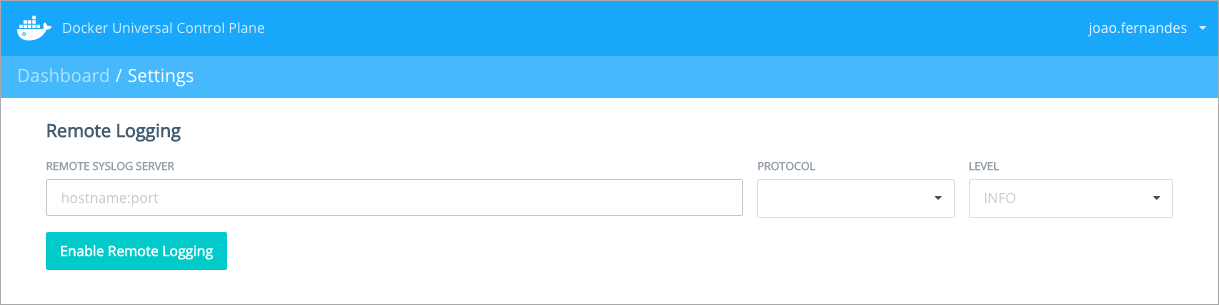 Docker Universal Control Plane
joao.fernandes
Dashboard / Settings
Remote Logging
REMOTE SYSLOG SERVER
PROTOCOL
LEVEL
hostname:port
INFO
Enable Remote Logging